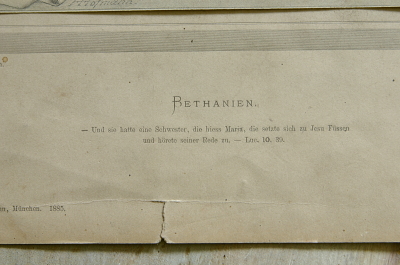 BETHANIEN.
— Und sie hatte eine Schwester, die hiess Maria, die setzte sich zu Jesu Füssen
und hörete seiner Rede zu. — Luc. 10. 39.
München. 1885.